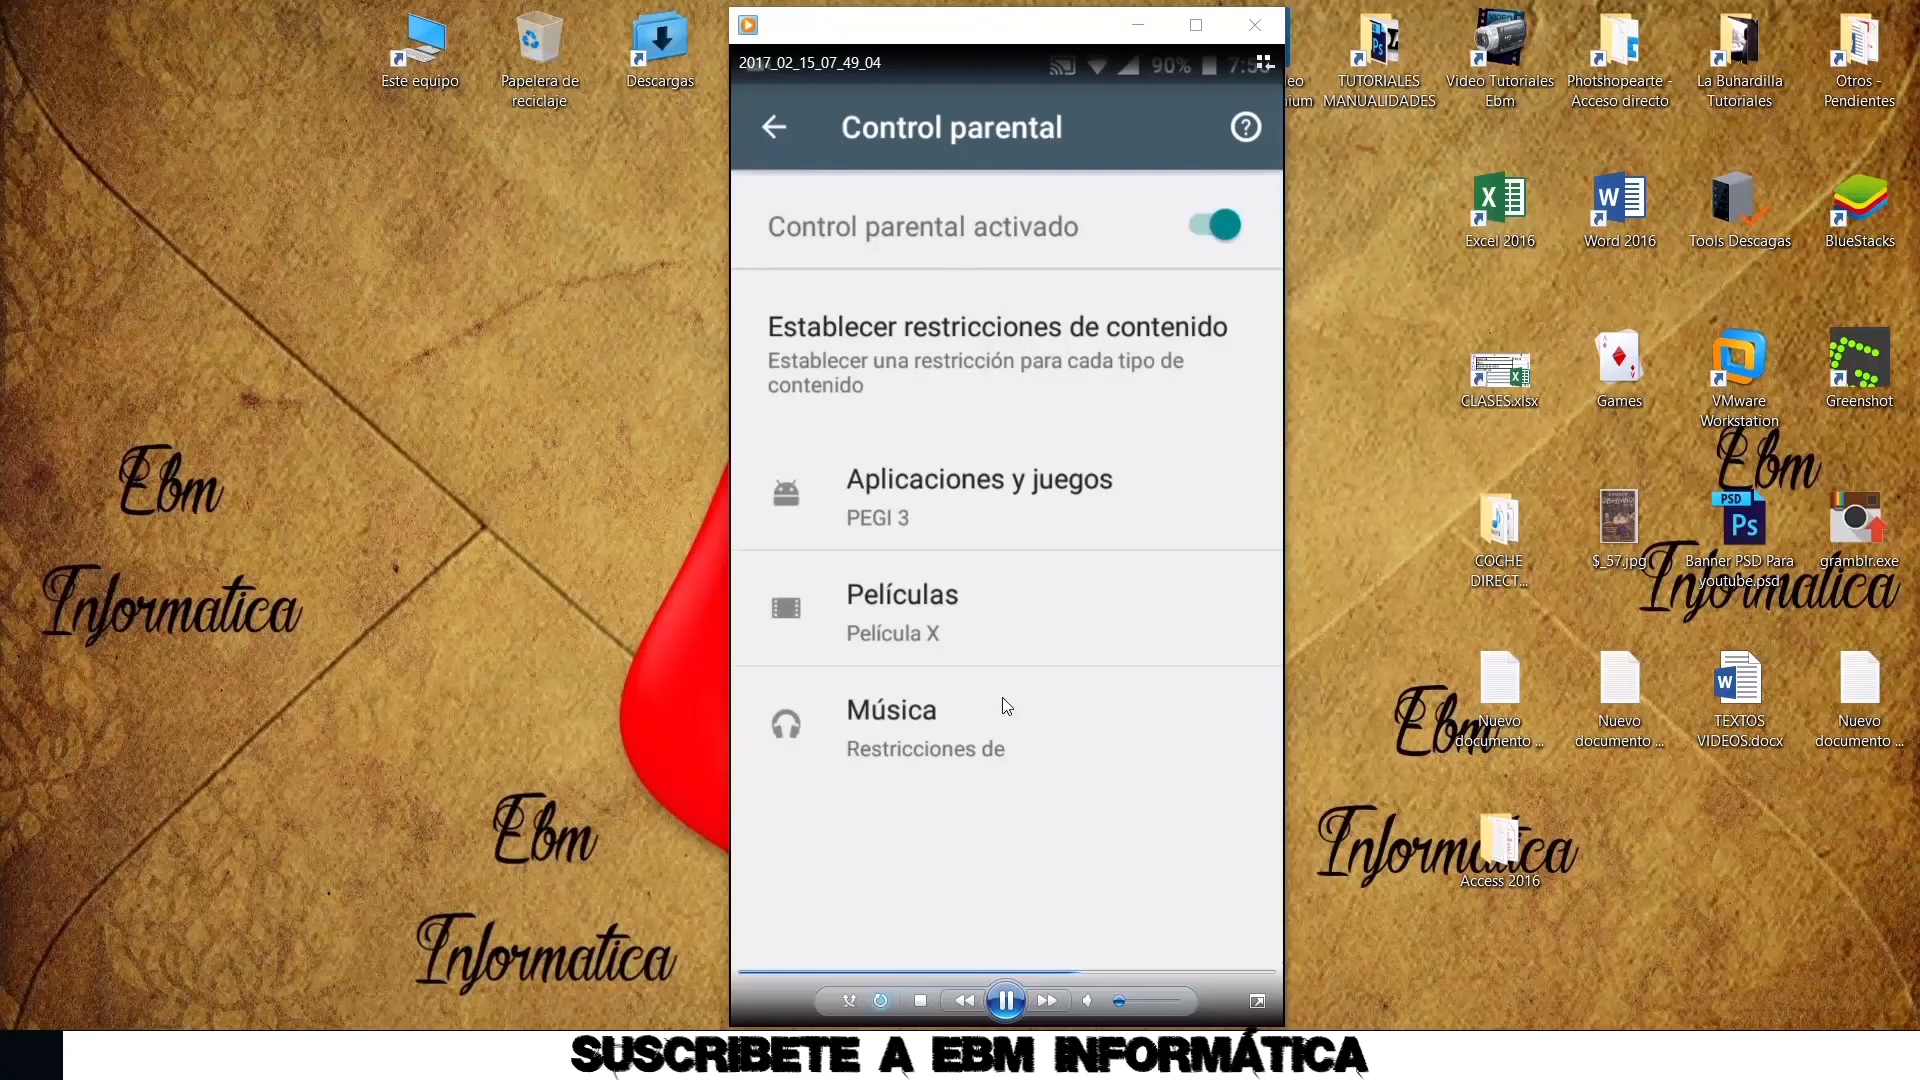 Este equipo
Papelera de
reciclaje
Descargas
2017_02_15_07_49_04
90%
Control parental
Control parental activado
Establecer restricciones de contenido
Establecer una restricción para cada tipo de
contenido
Aplicaciones y juegos
PEGI 3
Películas
Película X
Música
Restricciones de
TUTORIALES
MANUALIDADES
Video Tutoriales
Ebm
Photshopearte -
Acceso directo
La Buhardilla
Tutoriales
Otros -
Pendientes
Excel 2016
Word 2016
Tools Descagas
BlueStacks
CLASES.xlsx
Games
VMware
Workstation
Greenshot
COCHE
DIRECT...
$_57.jpg
PSD
Ps
Banner PSD Para
youtube.psd
gramblr.exe
Nuevo
documento ...
Nuevo
documento ...
TEXTOS
VIDEOS.docx
Nuevo
documento ...
Access 2016
Ebm
Informatica
Ebm
Informatica
Ebm
Informatica
Ebm
Informatica
SUSCRIBETE A EBM INFORMÁTICA